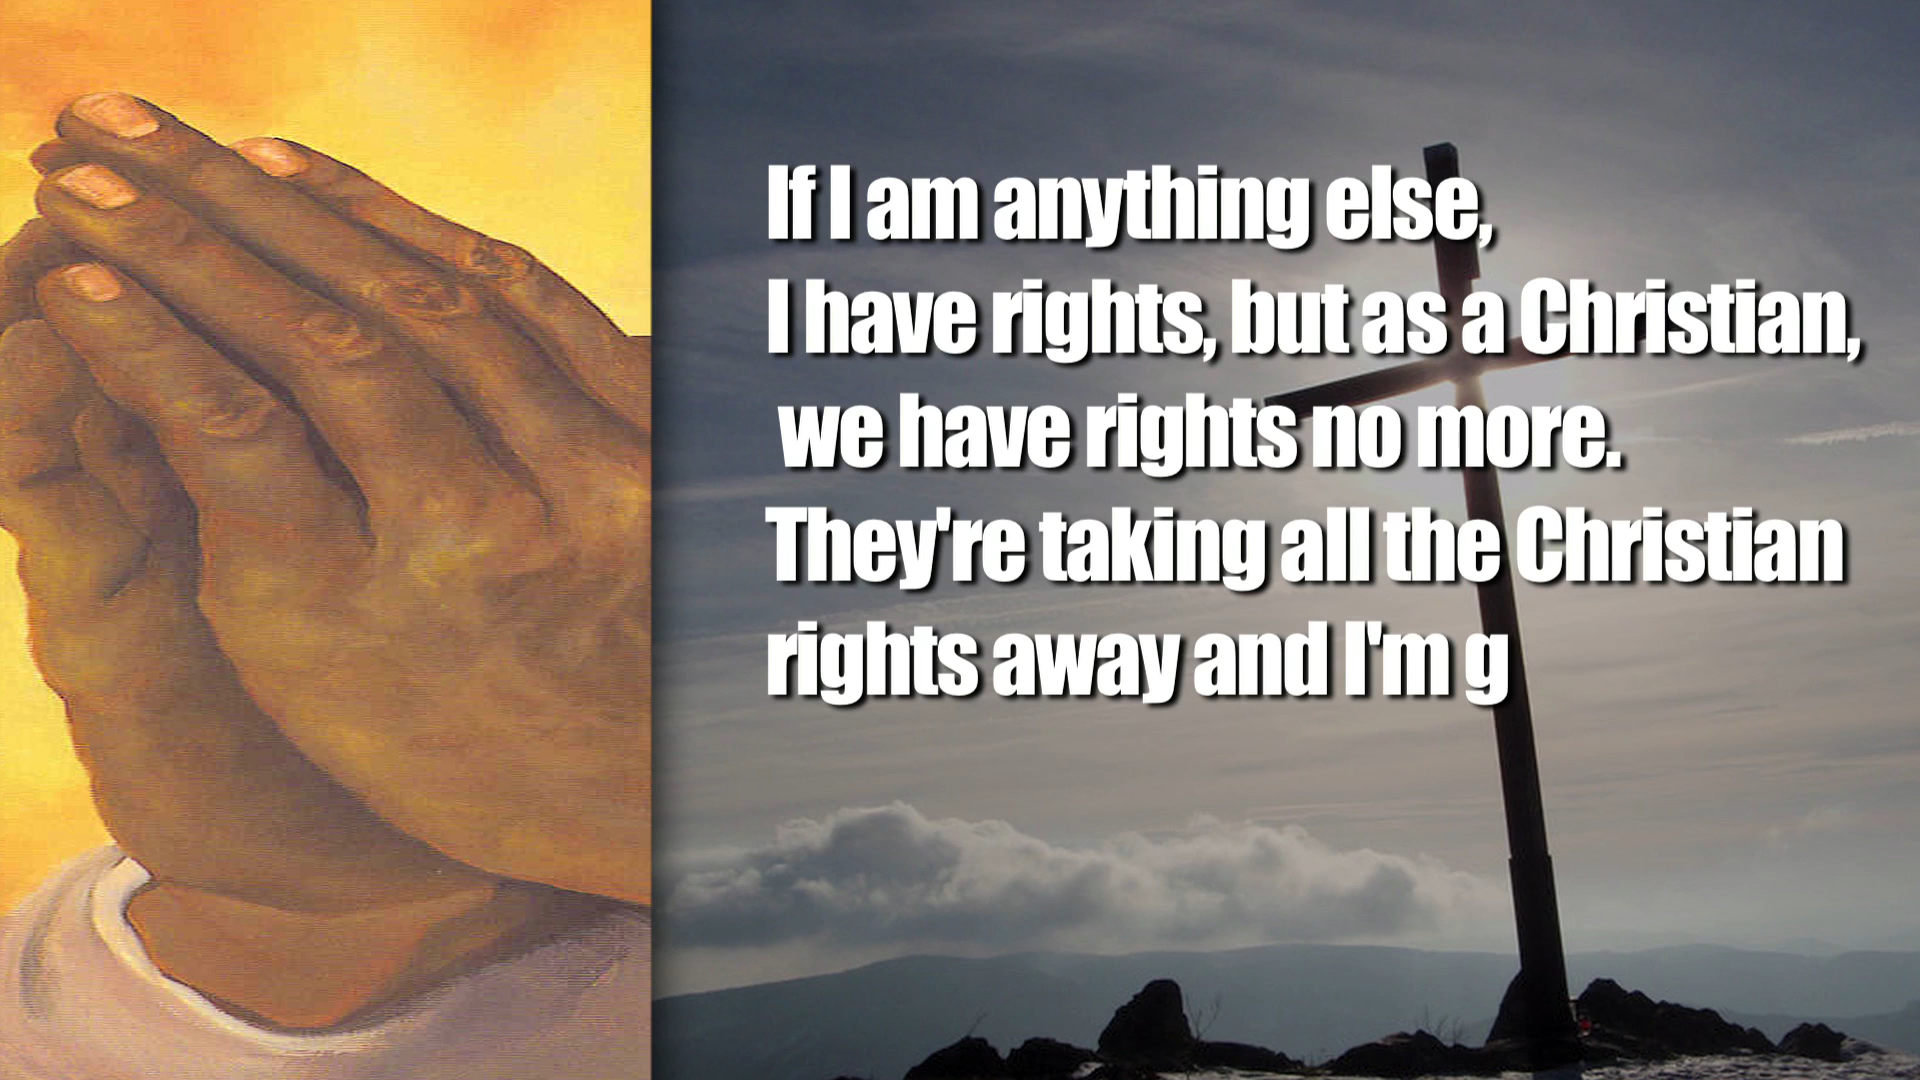 If I am anything else,
I have rights, but as a Christian,
we have rights no more.
They're taking all the Christian
rights away and I'm g